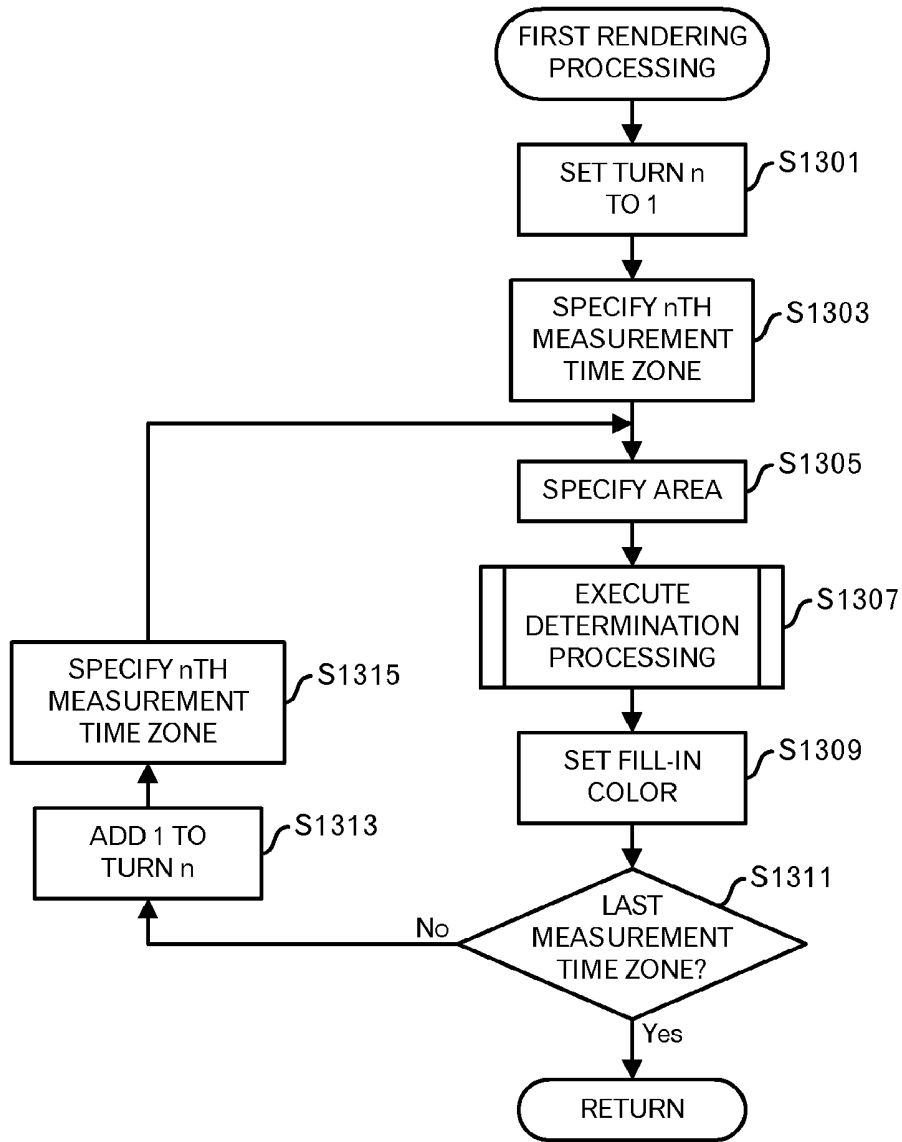 FIRST RENDERING
PROCESSING
SET TURN n
TO 1
S1301
SPECIFY nTH
MEASUREMENT
TIME ZONE
S1303
SPECIFY AREA
S1305
EXECUTE
DETERMINATION
PROCESSING
S1307
SET FILL-IN
COLOR
S1309
LAST
MEASUREMENT
TIME ZONE?
S1311
No
Yes
ADD 1 TO
TURN n
S1313
SPECIFY nTH
MEASUREMENT
TIME ZONE
S1315
RETURN